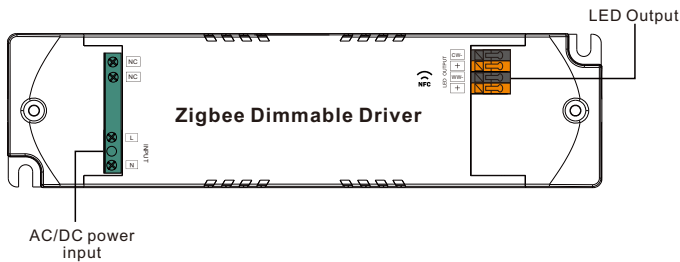 LED Output
NC
NC
L
INPUT
N
Zigbee Dimmable Driver
NFC
LED OUTPUT
CW-
+
WW-
+
AC/DC power
input